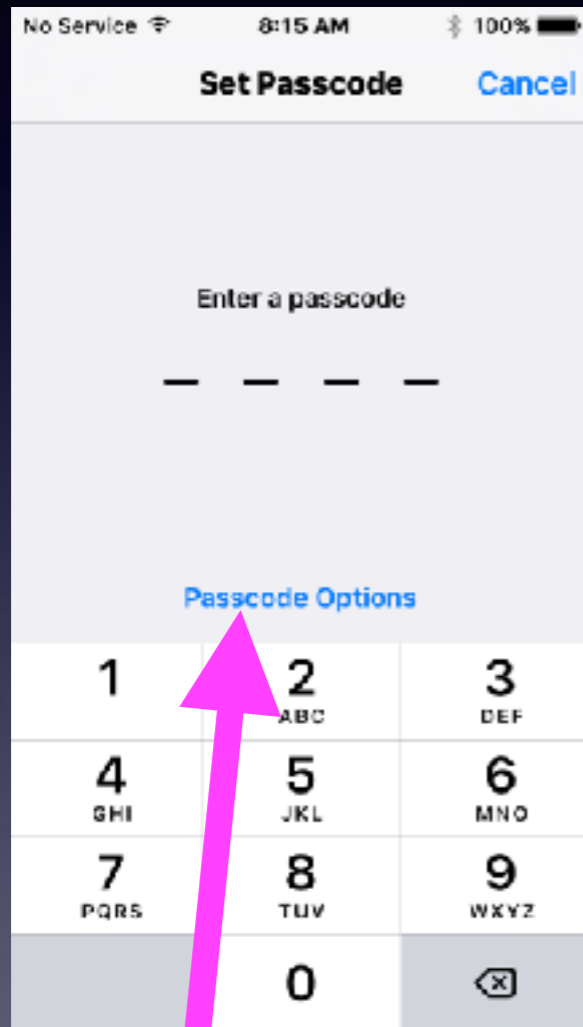 No Service 8:15 AM 100%
Set Passcode Cancel
Enter a passcode
Passcode Options
1 2 3
ABC DEF
4 5 6
GHI JKL MNO
7 8 9
PQRS TUV WXYZ
0